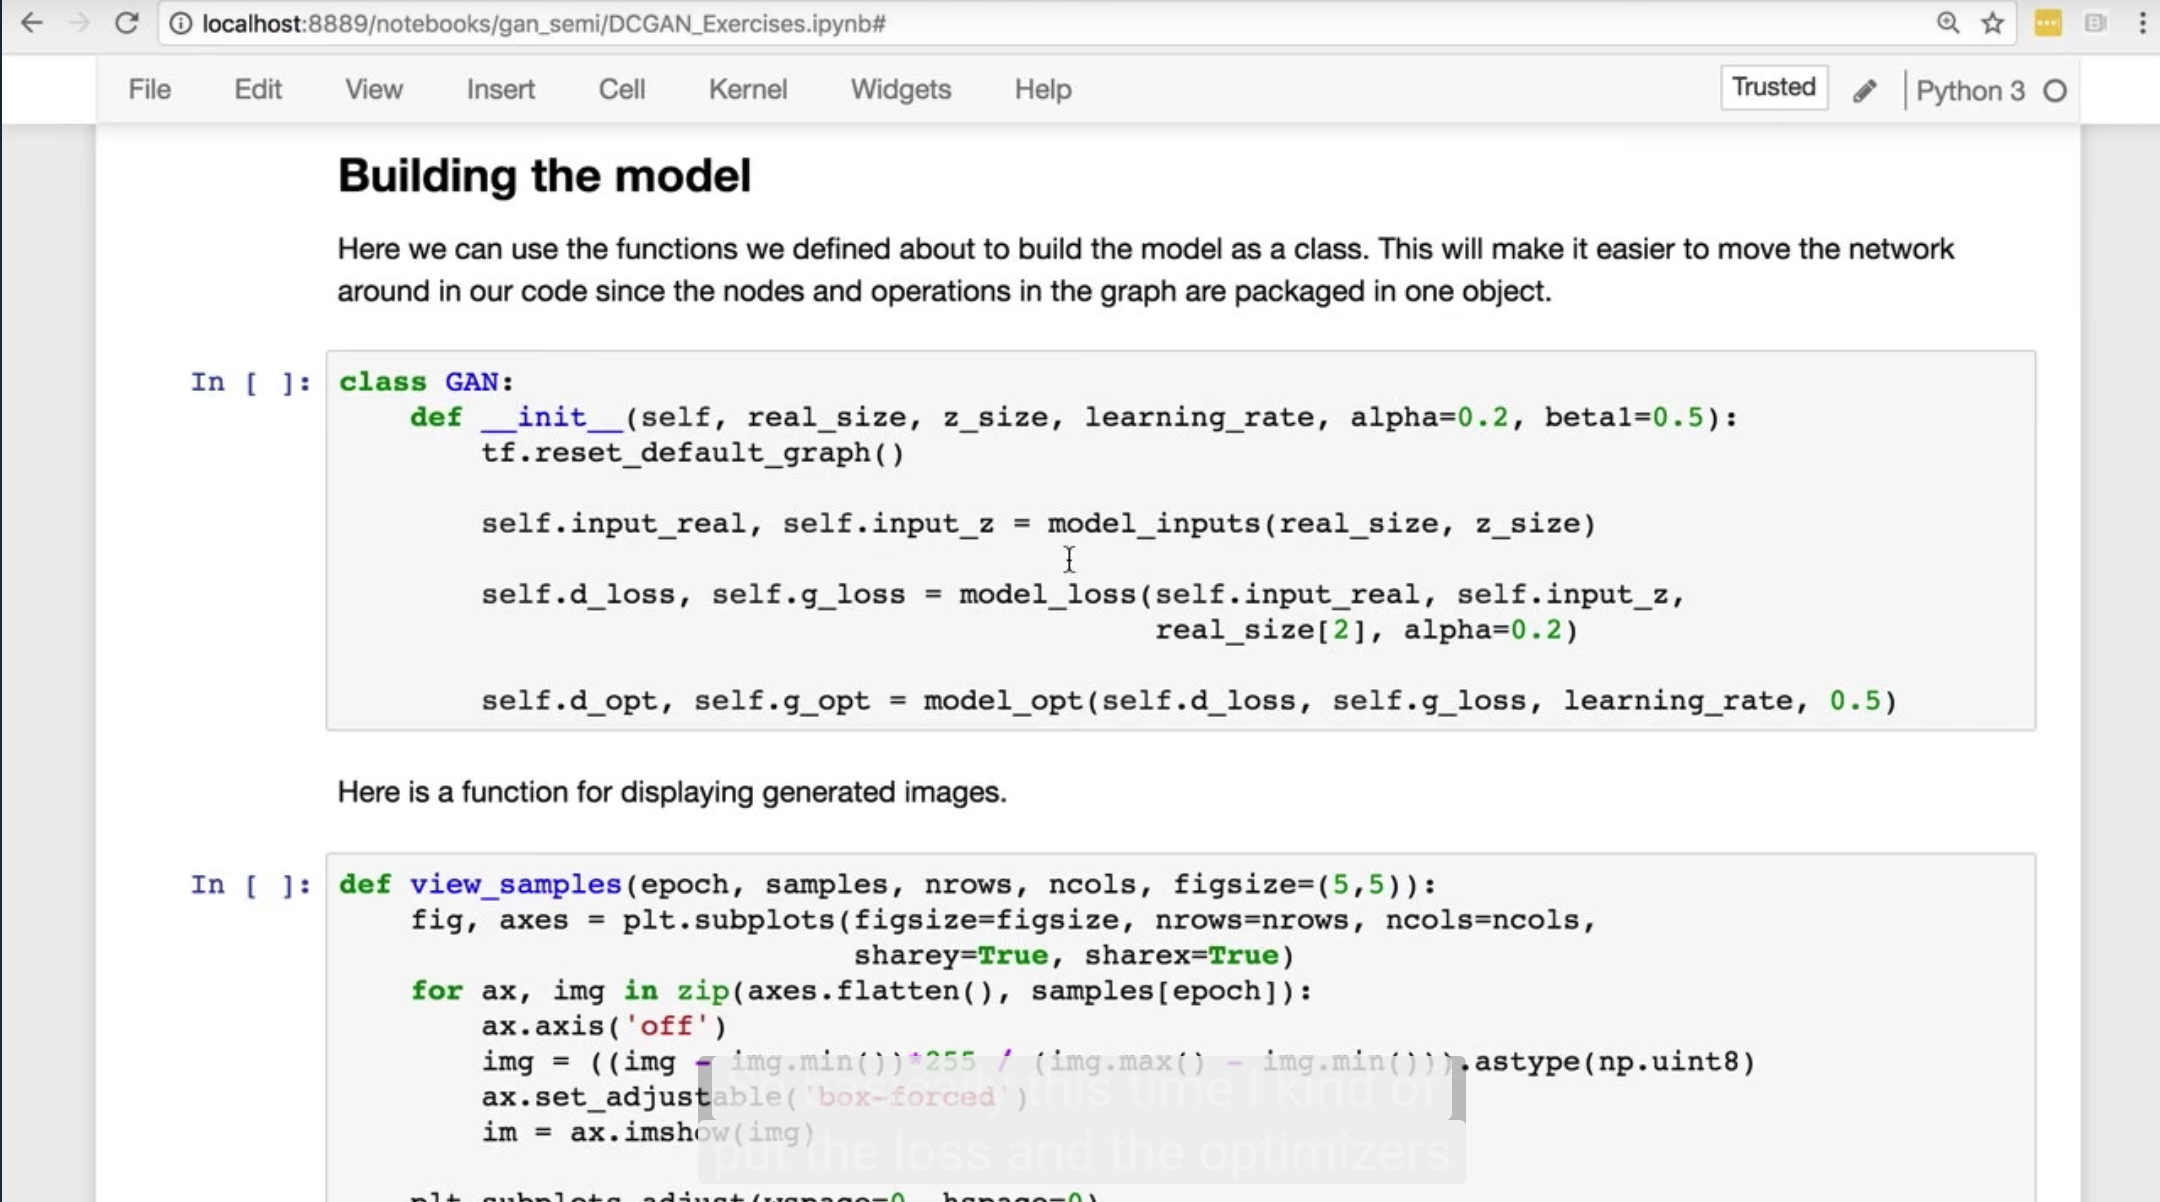 localhost:8889/notebooks/gan_semi/DCGAN_Exercises.ipynb#
File Edit View Insert Cell Kernel Widgets Help Trusted Python 3
Building the model
Here we can use the functions we defined about to build the model as a class. This will make it easier to move the network
around in our code since the nodes and operations in the graph are packaged in one object.
In [ ]: class GAN:
    def __init__(self, real_size, z_size, learning_rate, alpha=0.2, beta1=0.5):
        tf.reset_default_graph()
        self.input_real, self.input_z = model_inputs(real_size, z_size)
        self.d_loss, self.g_loss = model_loss(self.input_real, self.input_z,
                                              real_size[2], alpha=0.2)
        self.d_opt, self.g_opt = model_opt(self.d_loss, self.g_loss, learning_rate, 0.5)
Here is a function for displaying generated images.
In [ ]: def view_samples(epoch, samples, nrows, ncols, figsize=(5,5)):
    fig, axes = plt.subplots(figsize=figsize, nrows=nrows, ncols=ncols,
                             sharey=True, sharex=True)
    for ax, img in zip(axes.flatten(), samples[epoch]):
        ax.axis('off')
        img = ((img - img.min())*255 / (img.max() - img.min())).astype(np.uint8)
        ax.set_adjustable('box-forced')
        im = ax.imshow(img)
    plt.subplots_adjust(wspace=0, hspace=0)
basically this time I kind of
put the loss and the optimizers